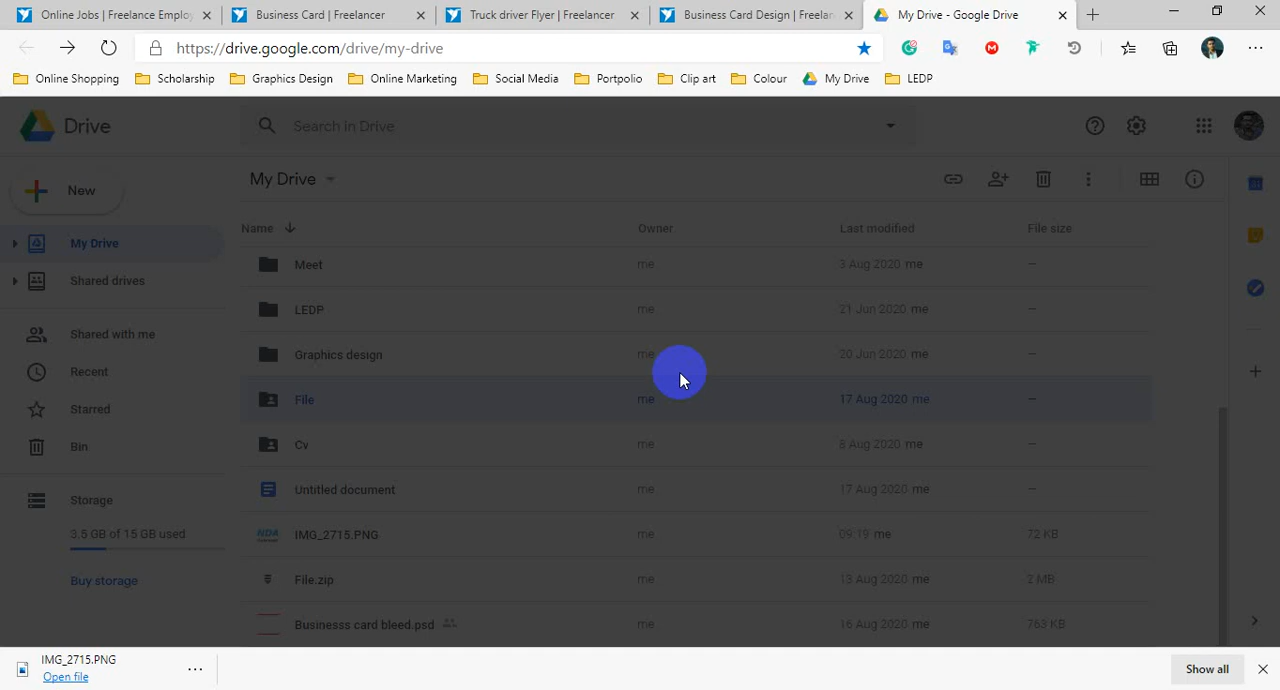 Online Jobs | Freelance Employ
Business Card | Freelancer
Truck driver Flyer | Freelancer
Business Card Design | Freelan
My Drive - Google Drive
https://drive.google.com/drive/my-drive
Online Shopping
Scholarship
Graphics Design
Online Marketing
Social Media
Portpolio
Clip art
Colour
My Drive
LEDP
Drive
Search in Drive
New
My Drive
My Drive
Shared drives
Shared with me
Recent
Starred
Bin
Storage
3.5 GB of 15 GB used
Buy storage
Name Owner Last modified File size
Meet me 3 Aug 2020 me —
LEDP me 21 Jun 2020 me —
Graphics design me 20 Jun 2020 me —
File me 17 Aug 2020 me —
Cv me 8 Aug 2020 me —
Untitled document me 17 Aug 2020 me —
IMG_2715.PNG me 09:19 me 72 KB
File.zip me 13 Aug 2020 me 2 MB
Businesss card bleed.psd me 16 Aug 2020 me 763 KB
IMG_2715.PNG
Open file
Show all